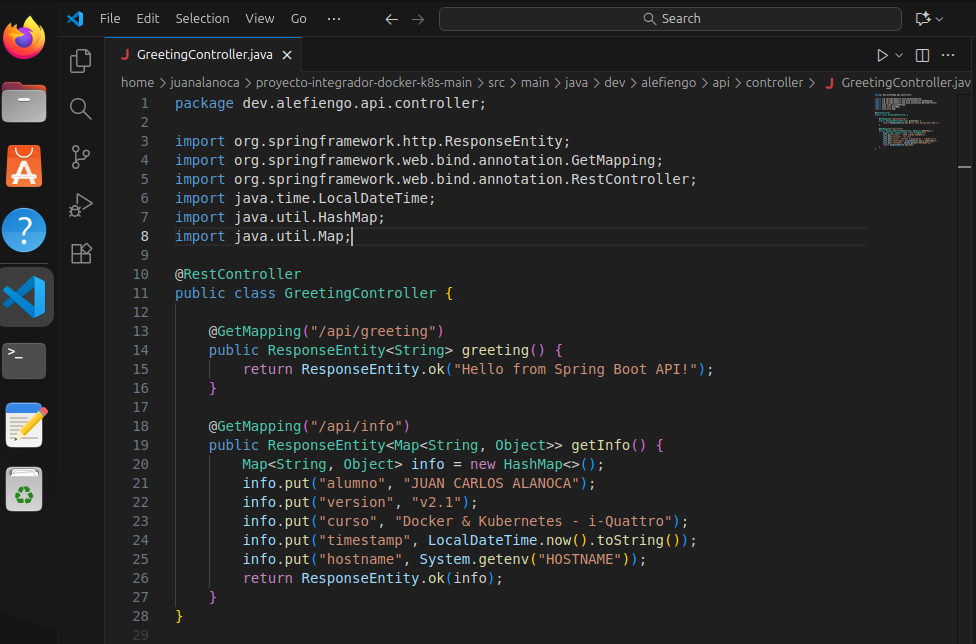 File Edit Selection View Go ··· ← → Search
J GreetingController.java ×
home > juanalanoca > proyecto-integrador-docker-k8s-main > src > main > java > dev > alefiengo > api > controller > J GreetingController.jav
1 package dev.alefiengo.api.controller;
2
3 import org.springframework.http.ResponseEntity;
4 import org.springframework.web.bind.annotation.GetMapping;
5 import org.springframework.web.bind.annotation.RestController;
6 import java.time.LocalDateTime;
7 import java.util.HashMap;
8 import java.util.Map;
9
10 @RestController
11 public class GreetingController {
12
13     @GetMapping("/api/greeting")
14     public ResponseEntity<String> greeting() {
15         return ResponseEntity.ok("Hello from Spring Boot API!");
16     }
17
18     @GetMapping("/api/info")
19     public ResponseEntity<Map<String, Object>> getInfo() {
20         Map<String, Object> info = new HashMap<>();
21         info.put("alumno", "JUAN CARLOS ALANOCA");
22         info.put("version", "v2.1");
23         info.put("curso", "Docker & Kubernetes - i-Quattro");
24         info.put("timestamp", LocalDateTime.now().toString());
25         info.put("hostname", System.getenv("HOSTNAME"));
26         return ResponseEntity.ok(info);
27     }
28 }
29